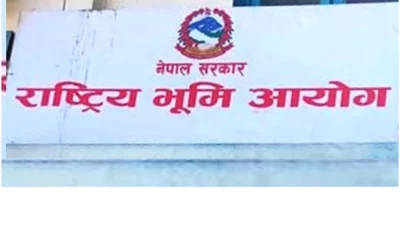 नेपाल सरकार
राष्ट्रिय भूमि आयोग